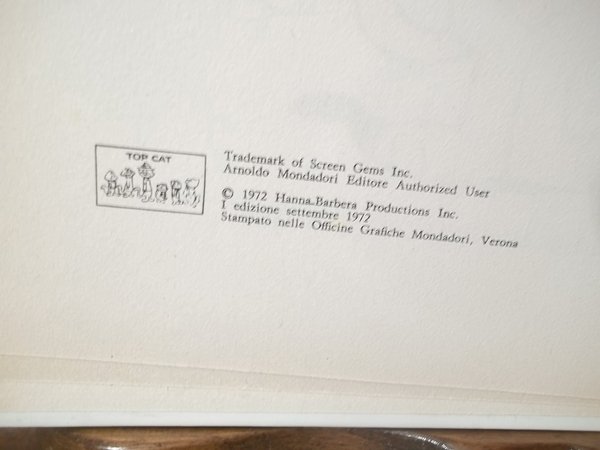 TOP CAT
Trademark of Screen Gems Inc.
Arnoldo Mondadori Editore Authorized User
© 1972 Hanna-Barbera Productions Inc.
I edizione settembre 1972
Stampato nelle Officine Grafiche Mondadori, Verona